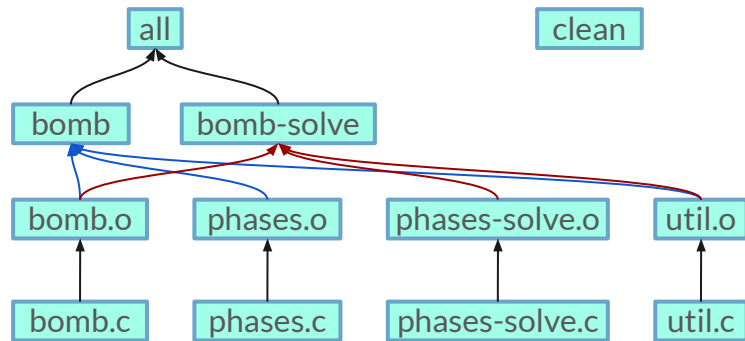 all
clean
bomb
bomb-solve
bomb.o
phases.o
phases-solve.o
util.o
bomb.c
phases.c
phases-solve.c
util.c